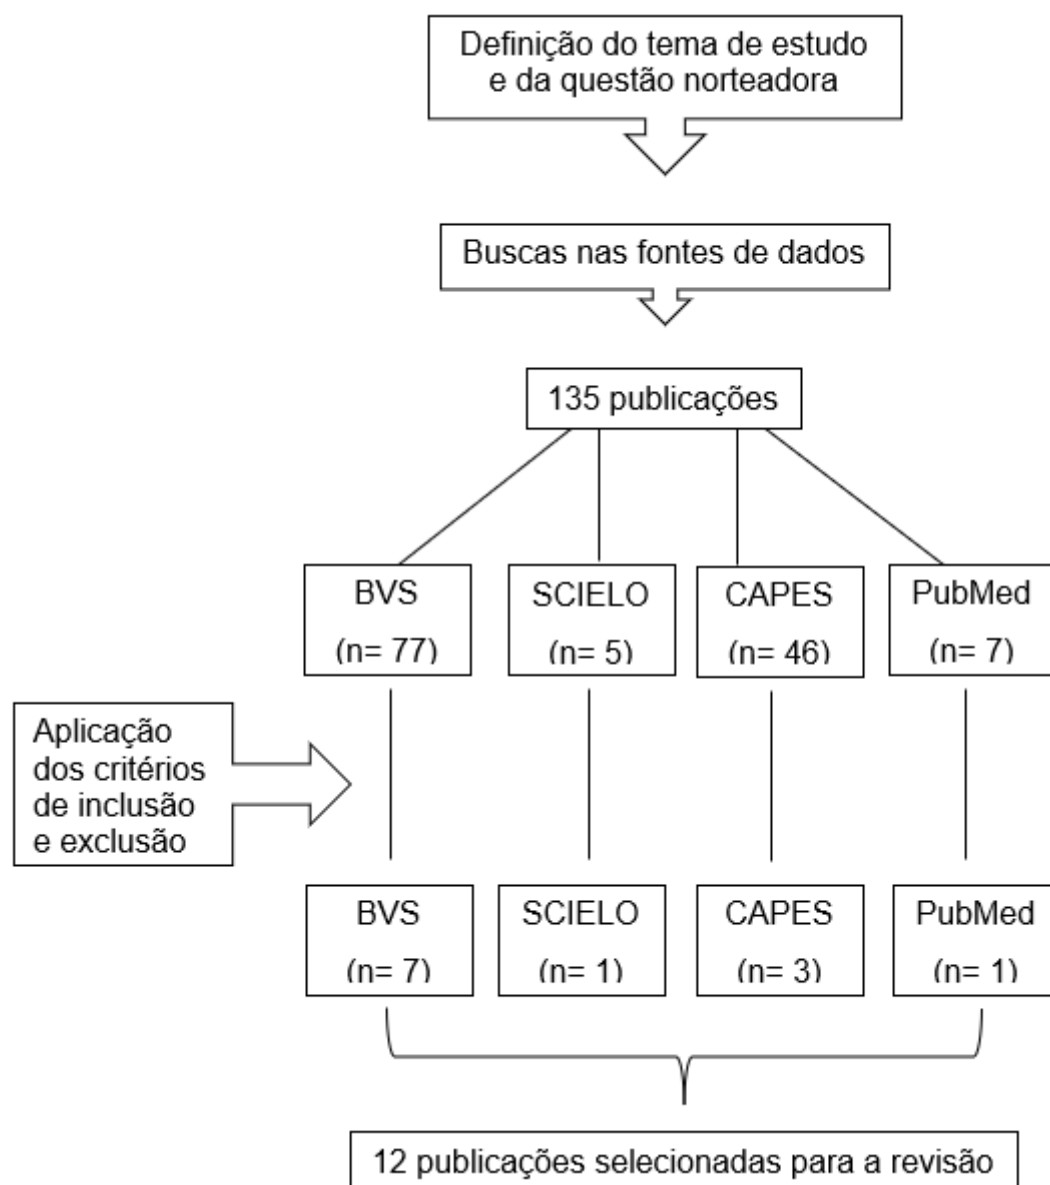 Definição do tema de estudo
e da questão norteadora
Buscas nas fontes de dados
135 publicações
BVS
(n= 77)
SCIELO
(n= 5)
CAPES
(n= 46)
PubMed
(n= 7)
Aplicação
dos critérios
de inclusão
e exclusão
BVS
(n= 7)
SCIELO
(n= 1)
CAPES
(n= 3)
PubMed
(n= 1)
12 publicações selecionadas para a revisão